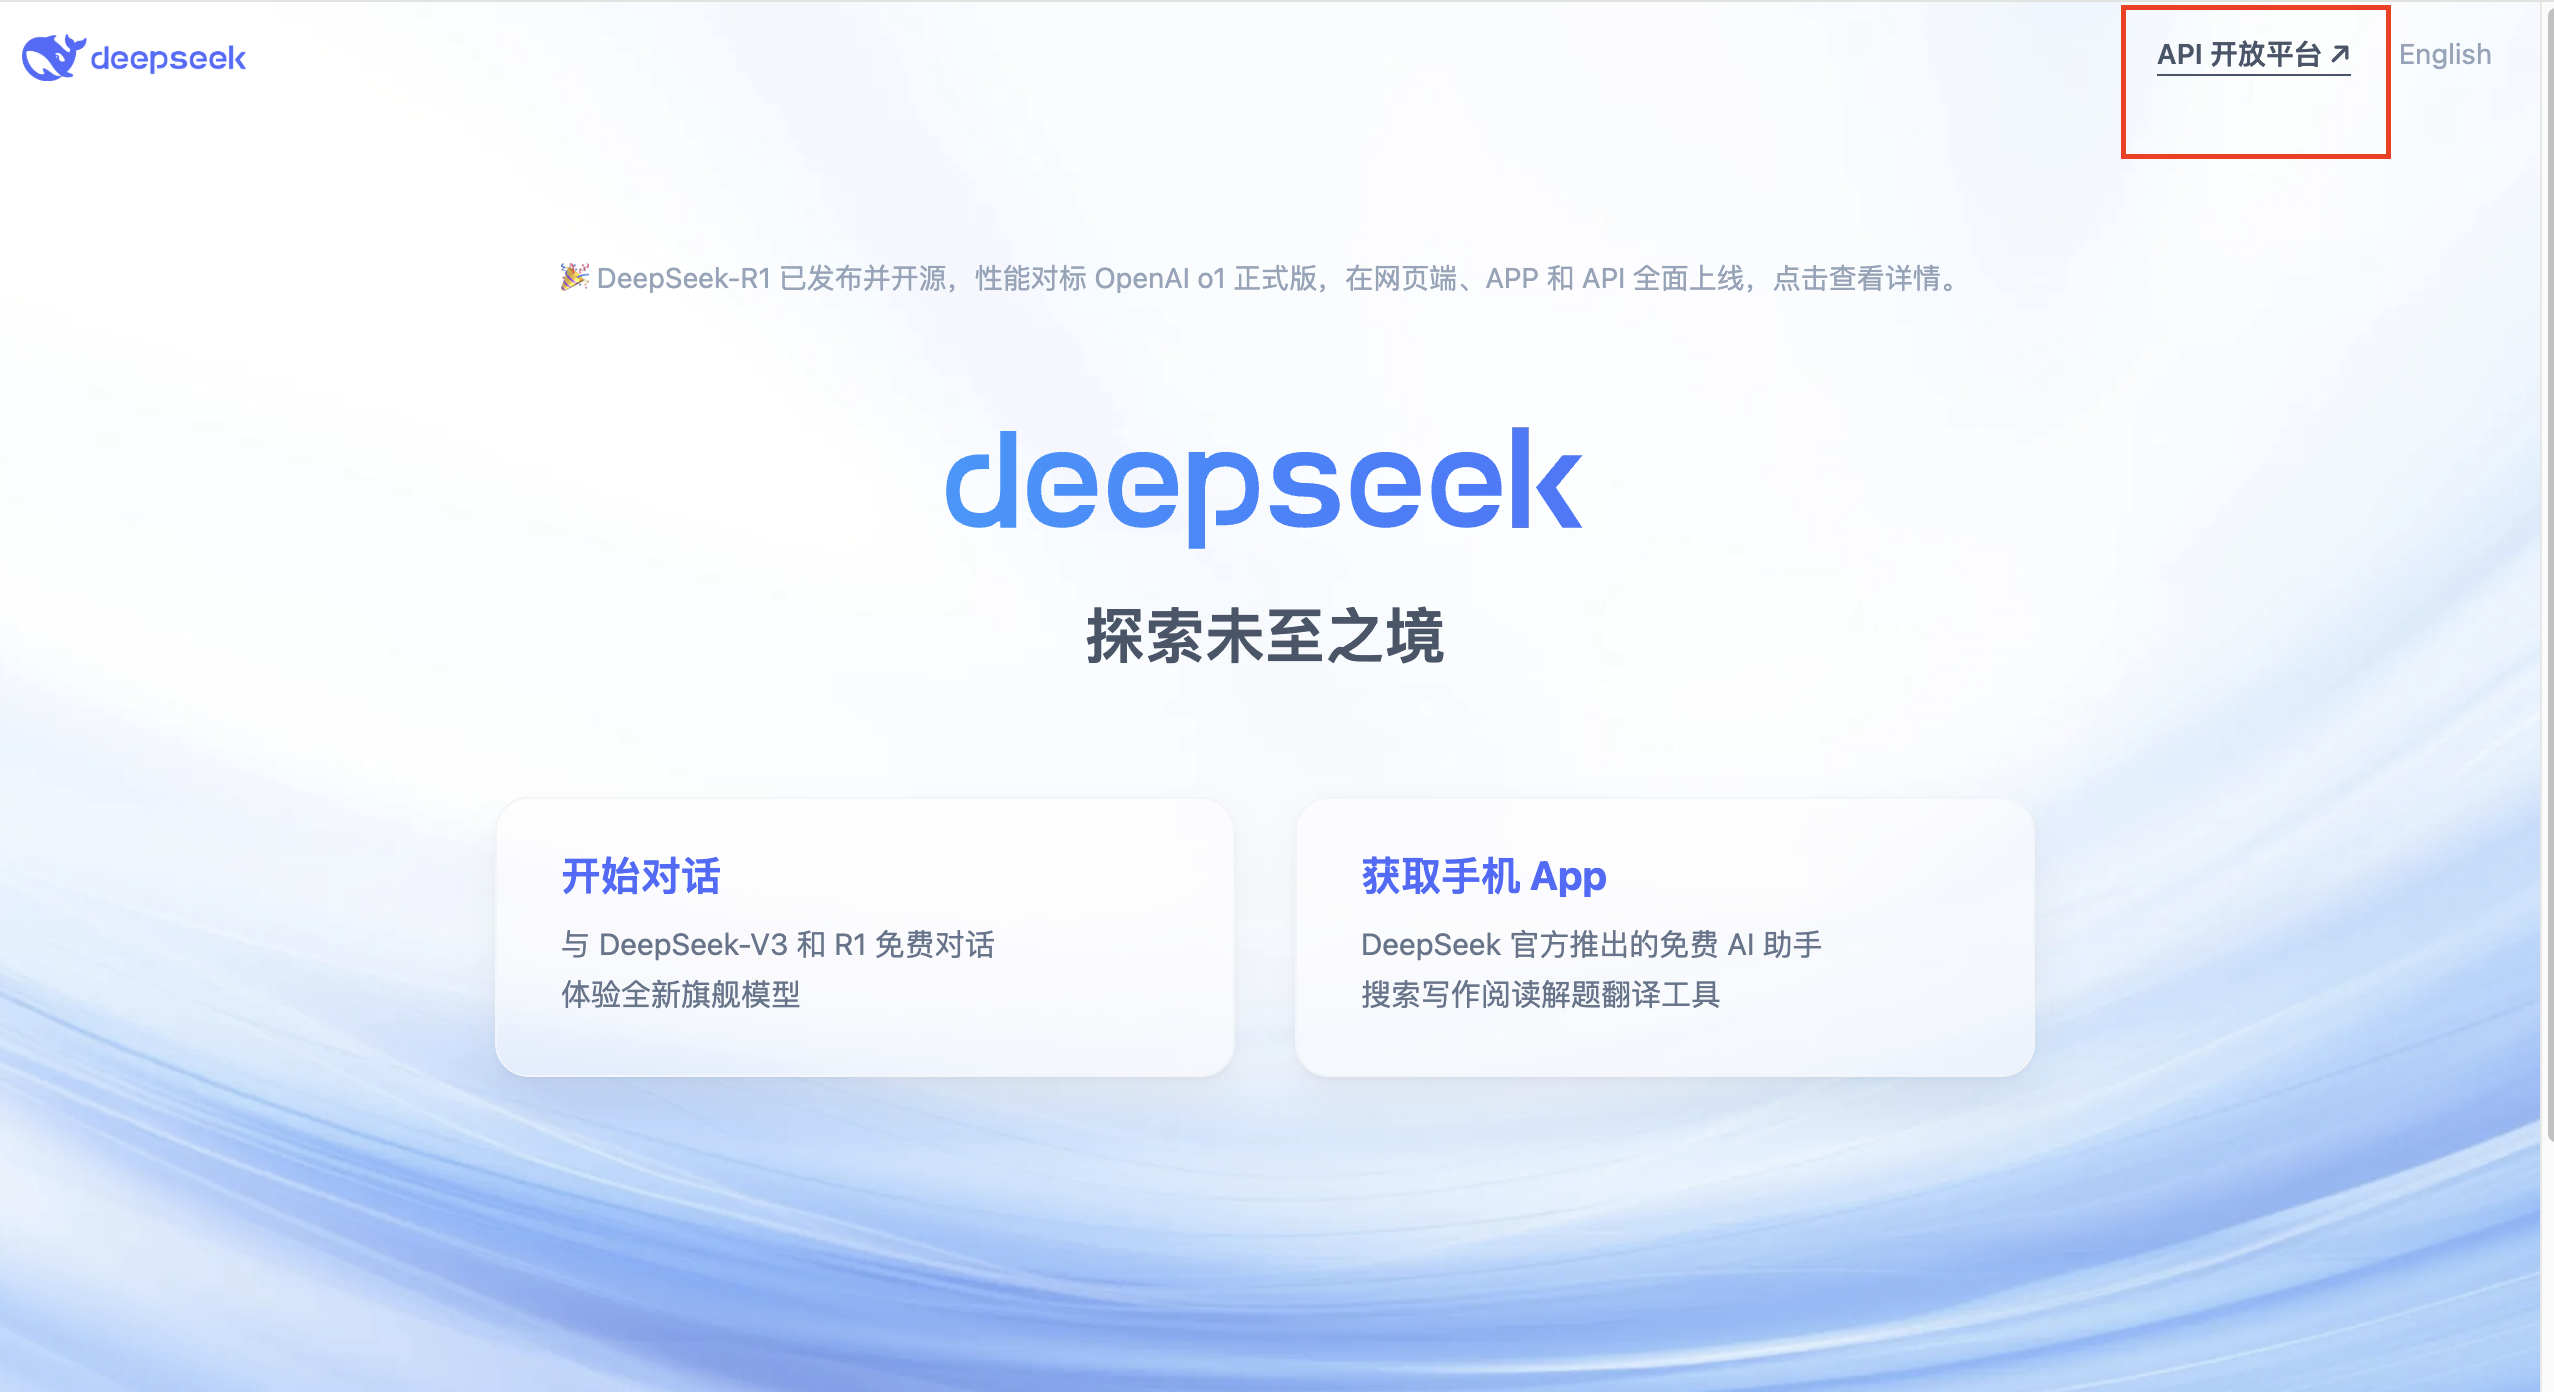 deepseek
API 开放平台 ↗
English
🎉 DeepSeek-R1 已发布并开源，性能对标 OpenAI o1 正式版，在网页端、APP 和 API 全面上线，点击查看详情。
deepseek
探索未至之境
开始对话
与 DeepSeek-V3 和 R1 免费对话
体验全新旗舰模型
获取手机 App
DeepSeek 官方推出的免费 AI 助手
搜索写作阅读解题翻译工具